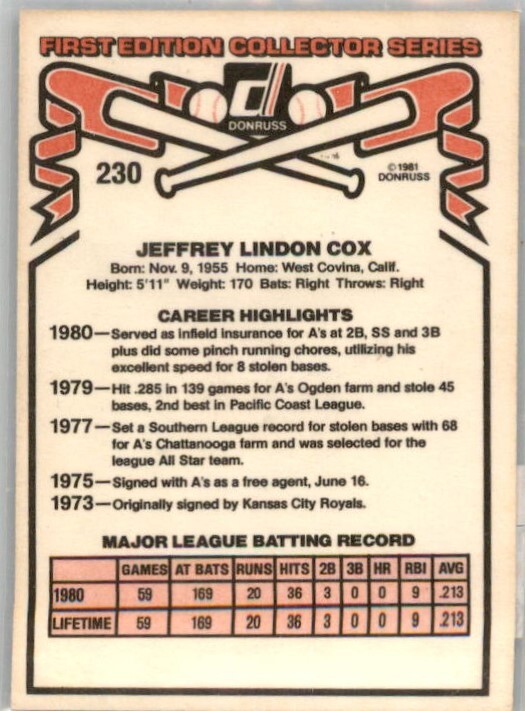 FIRST EDITION COLLECTOR SERIES
d
DONRUSS
230
© 1981
DONRUSS
JEFFREY LINDON COX
Born: Nov. 9, 1955 Home: West Covina, Calif.
Height: 5'11" Weight: 170 Bats: Right Throws: Right
CAREER HIGHLIGHTS
1980—Served as infield insurance for A's at 2B, SS and 3B
plus did some pinch running chores, utilizing his
excellent speed for 8 stolen bases.
1979—Hit .285 in 139 games for A's Ogden farm and stole 45
bases, 2nd best in Pacific Coast League.
1977—Set a Southern League record for stolen bases with 68
for A's Chattanooga farm and was selected for the
league All Star team.
1975—Signed with A's as a free agent, June 16.
1973—Originally signed by Kansas City Royals.
MAJOR LEAGUE BATTING RECORD
GAMES AT BATS RUNS HITS 2B 3B HR RBI AVG
1980 59 169 20 36 3 0 0 9 .213
LIFETIME 59 169 20 36 3 0 0 9 .213